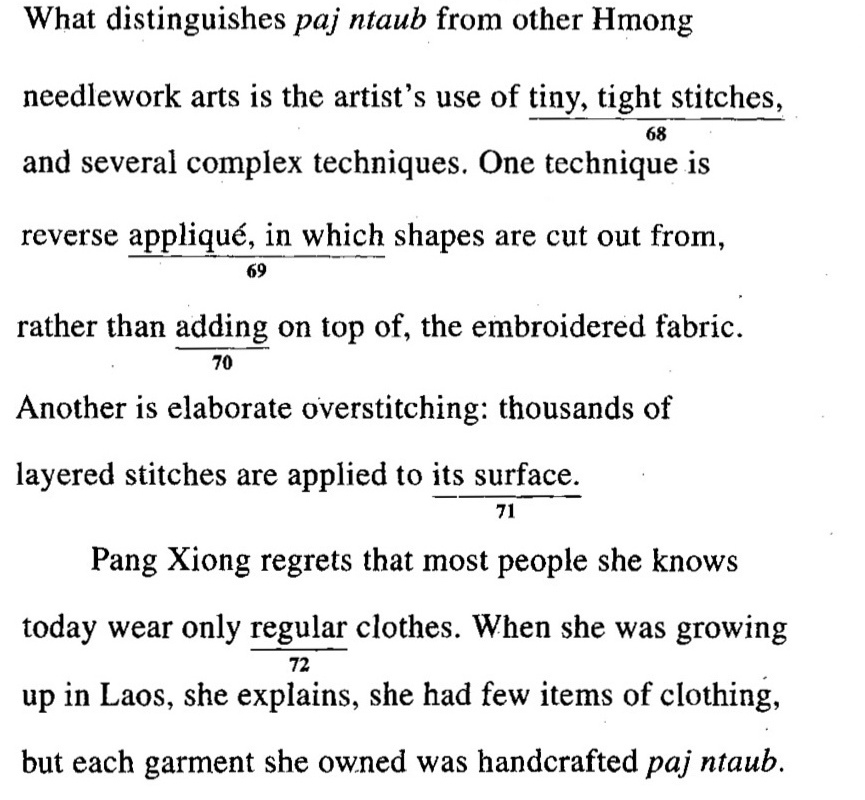 What distinguishes paj ntaub from other Hmong
needlework arts is the artist's use of tiny, tight stitches,
68
and several complex techniques. One technique is
reverse appliqué, in which shapes are cut out from,
69
rather than adding on top of, the embroidered fabric.
70
Another is elaborate overstitching: thousands of
layered stitches are applied to its surface.
71
Pang Xiong regrets that most people she knows
today wear only regular clothes. When she was growing
72
up in Laos, she explains, she had few items of clothing,
but each garment she owned was handcrafted paj ntaub.